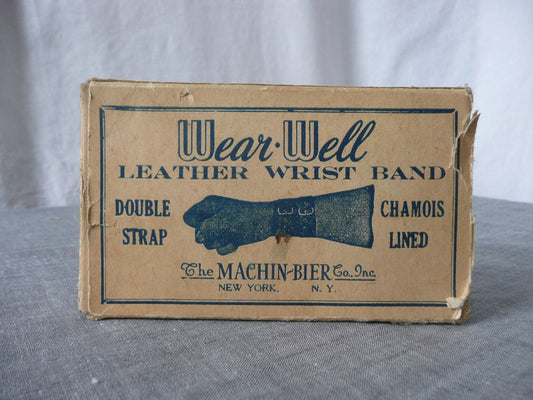 Wear·Well
LEATHER WRIST BAND
DOUBLE STRAP
CHAMOIS LINED
The MACHIN-BIER Co., Inc.
NEW YORK, N. Y.